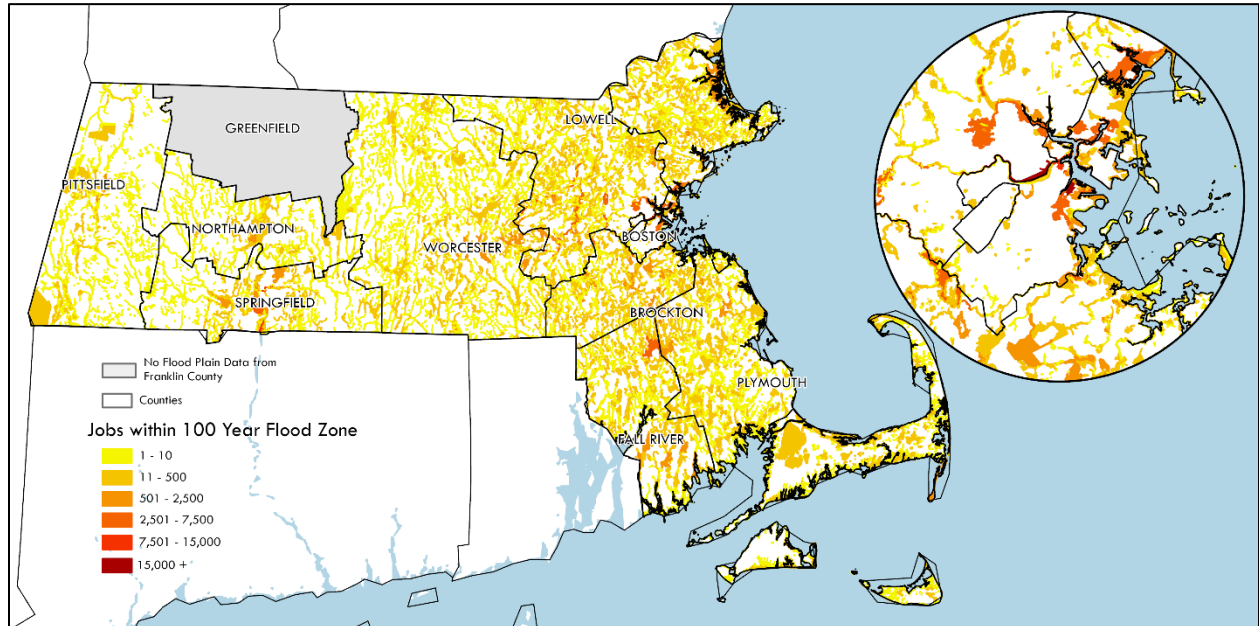 GREENFIELD
LOWELL
PITTSFIELD
NORTHAMPTON
WORCESTER
BOSTON
SPRINGFIELD
BROCKTON
PLYMOUTH
FALL RIVER
No Flood Plain Data from
Franklin County
Counties
Jobs within 100 Year Flood Zone
1 - 10
11 - 500
501 - 2,500
2,501 - 7,500
7,501 - 15,000
15,000 +